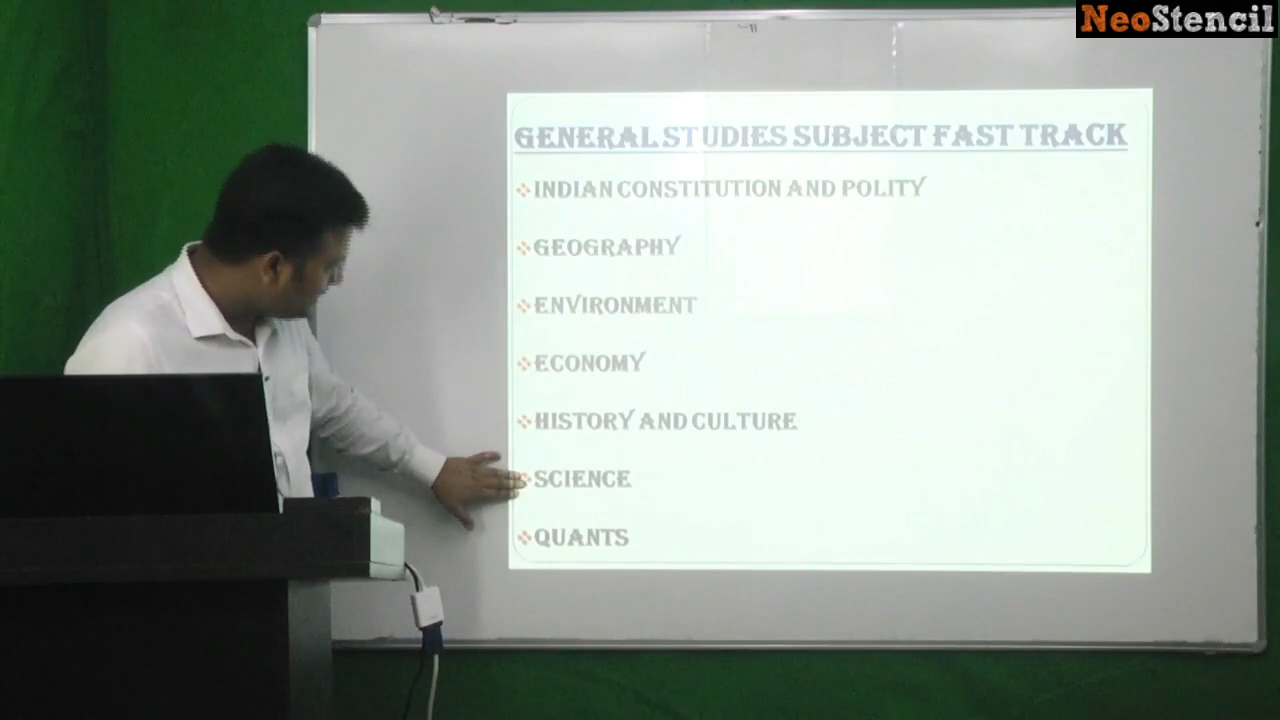 NeoStencil
GENERAL STUDIES SUBJECT FAST TRACK
INDIAN CONSTITUTION AND POLITY
GEOGRAPHY
ENVIRONMENT
ECONOMY
HISTORY AND CULTURE
SCIENCE
QUANTS